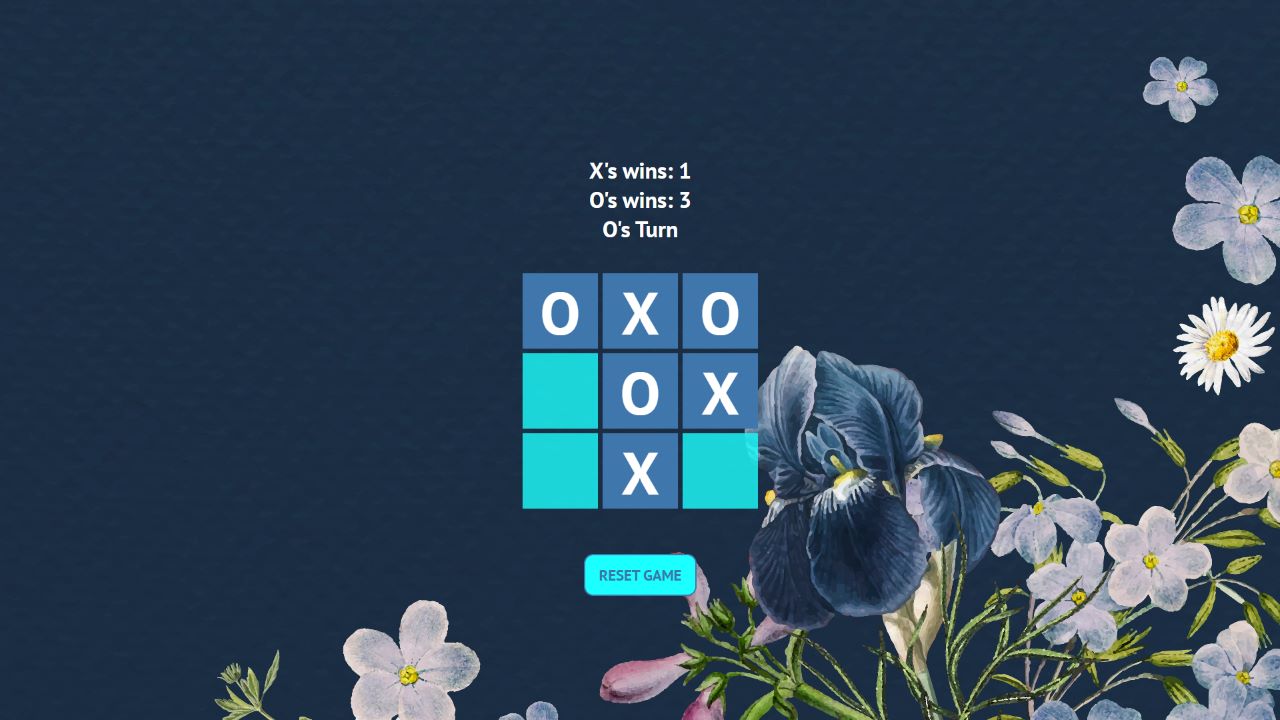 X's wins: 1
O's wins: 3
O's Turn
O X O
O X
X
RESET GAME